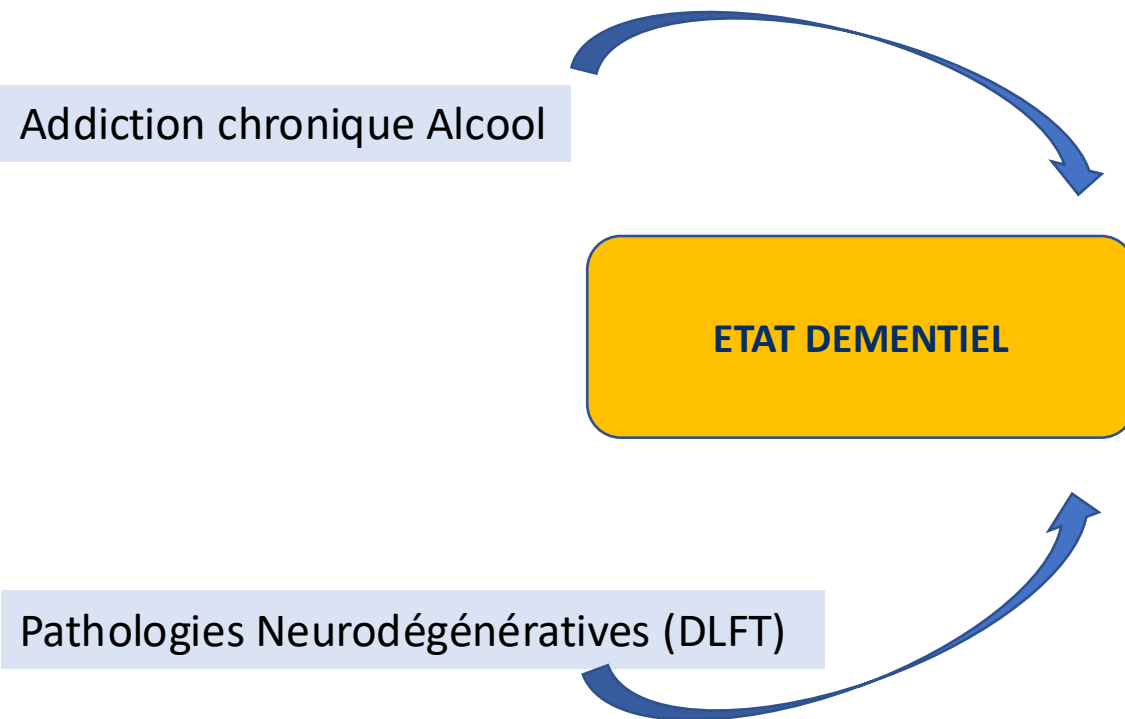 Addiction chronique Alcool
ETAT DEMENTIEL
Pathologies Neurodégénératives (DLFT)